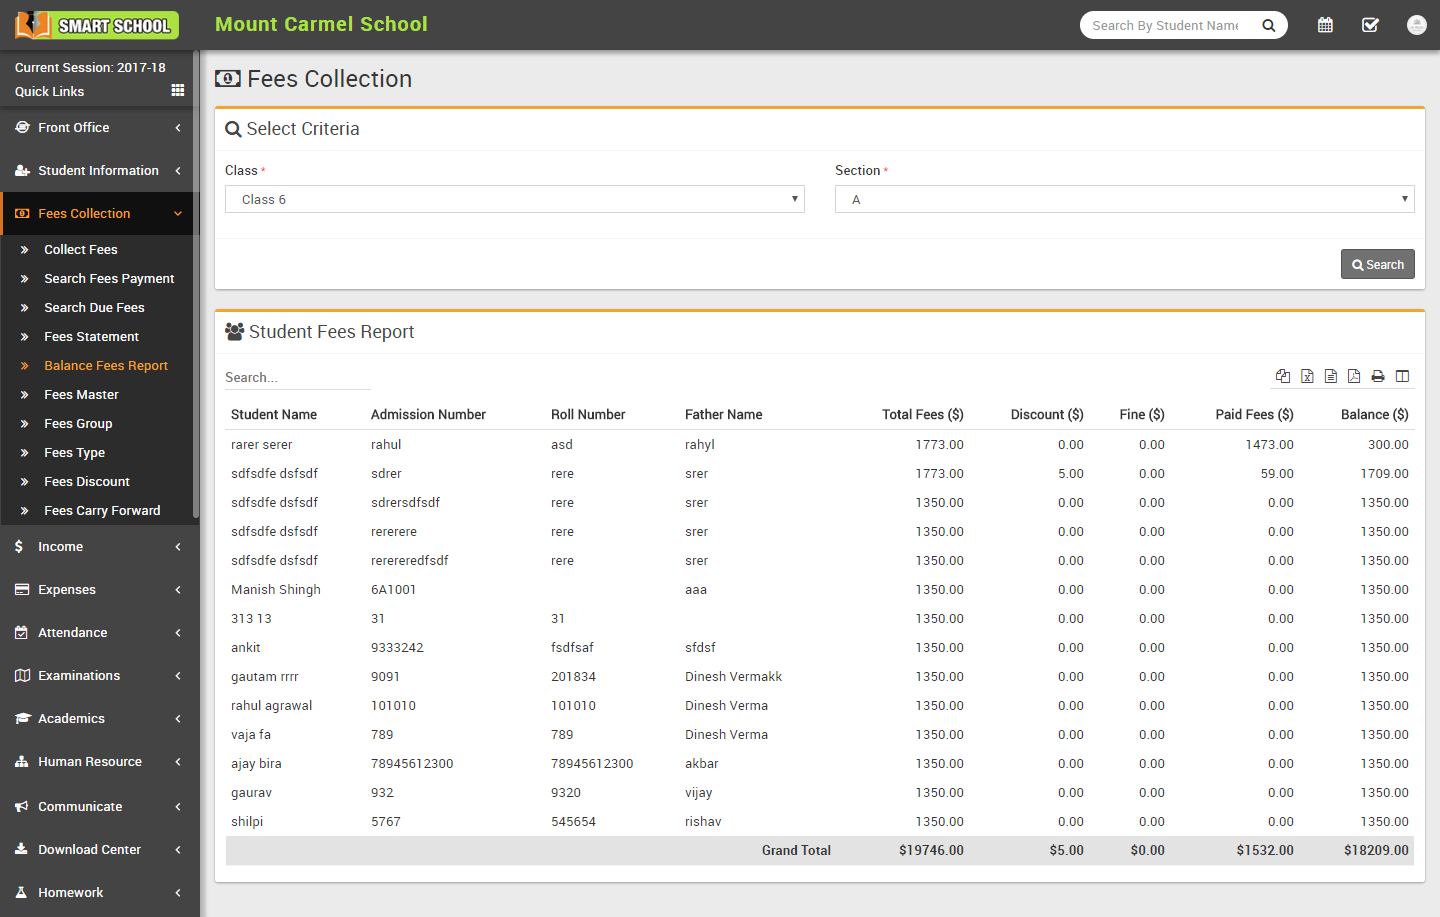 SMART SCHOOL
Mount Carmel School
Search By Student Name
Current Session: 2017-18
Quick Links
Front Office
Student Information
Fees Collection
Collect Fees
Search Fees Payment
Search Due Fees
Fees Statement
Balance Fees Report
Fees Master
Fees Group
Fees Type
Fees Discount
Fees Carry Forward
Income
Expenses
Attendance
Examinations
Academics
Human Resource
Communicate
Download Center
Homework
Fees Collection
Select Criteria
Class * Section *
Class 6 A
Search
Student Fees Report
Search...
Student Name Admission Number Roll Number Father Name Total Fees ($) Discount ($) Fine ($) Paid Fees ($) Balance ($)
rarer serer rahul asd rahyl 1773.00 0.00 0.00 1473.00 300.00
sdfsdfe dsfsdf sdrer rere srer 1773.00 5.00 0.00 59.00 1709.00
sdfsdfe dsfsdf sdrersdfsdf rere srer 1350.00 0.00 0.00 0.00 1350.00
sdfsdfe dsfsdf rererere rere srer 1350.00 0.00 0.00 0.00 1350.00
sdfsdfe dsfsdf rerereredfsdf rere srer 1350.00 0.00 0.00 0.00 1350.00
Manish Shingh 6A1001 aaa 1350.00 0.00 0.00 0.00 1350.00
313 13 31 31 1350.00 0.00 0.00 0.00 1350.00
ankit 9333242 fsdfsaf sfdsf 1350.00 0.00 0.00 0.00 1350.00
gautam rrrr 9091 201834 Dinesh Vermakk 1350.00 0.00 0.00 0.00 1350.00
rahul agrawal 101010 101010 Dinesh Verma 1350.00 0.00 0.00 0.00 1350.00
vaja fa 789 789 Dinesh Verma 1350.00 0.00 0.00 0.00 1350.00
ajay bira 78945612300 78945612300 akbar 1350.00 0.00 0.00 0.00 1350.00
gaurav 932 9320 vijay 1350.00 0.00 0.00 0.00 1350.00
shilpi 5767 545654 rishav 1350.00 0.00 0.00 0.00 1350.00
Grand Total $19746.00 $5.00 $0.00 $1532.00 $18209.00